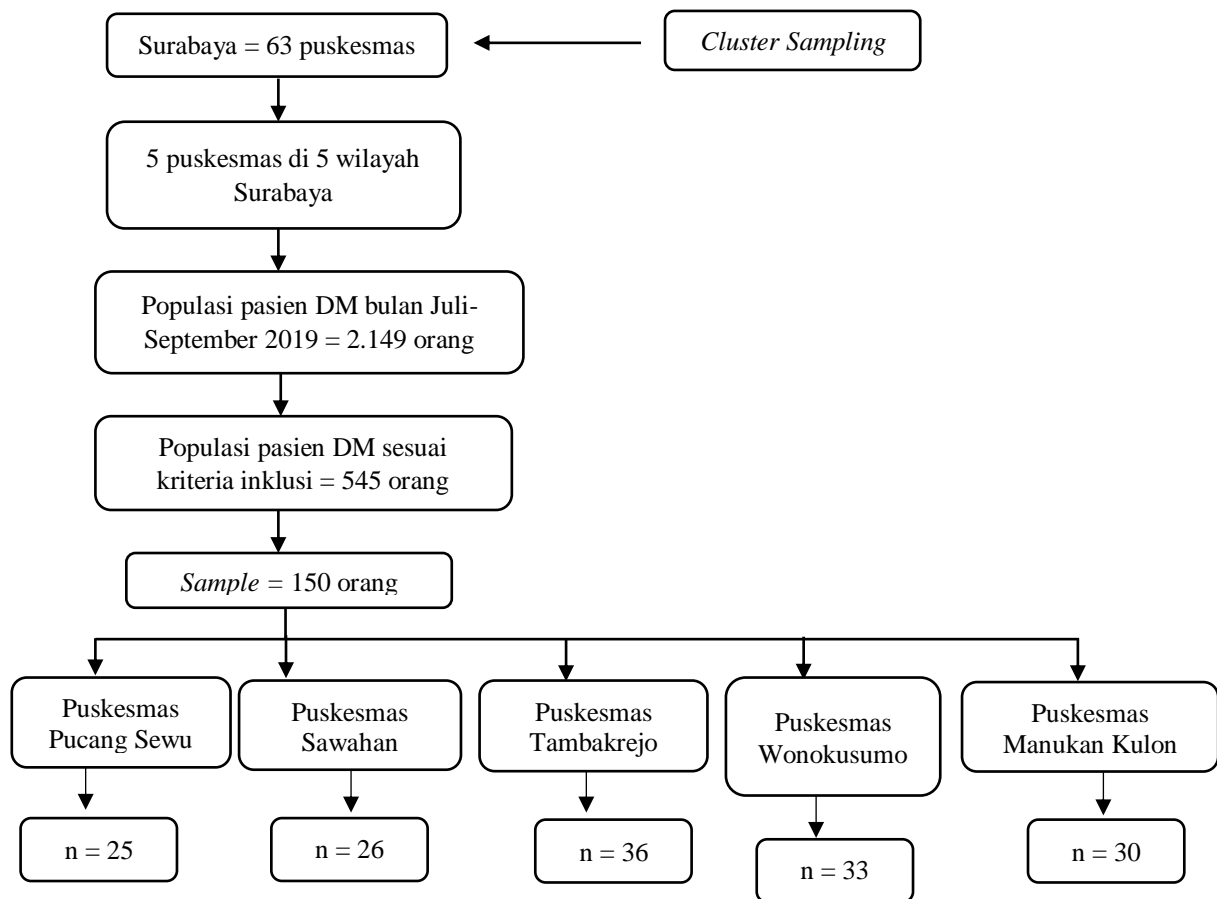 Surabaya = 63 puskesmas
Cluster Sampling
5 puskesmas di 5 wilayah
Surabaya
Populasi pasien DM bulan Juli-
September 2019 = 2.149 orang
Populasi pasien DM sesuai
kriteria inklusi = 545 orang
Sample = 150 orang
Puskesmas
Pucang Sewu
Puskesmas
Sawahan
Puskesmas
Tambakrejo
Puskesmas
Wonokusumo
Puskesmas
Manukan Kulon
n = 25
n = 26
n = 36
n = 33
n = 30